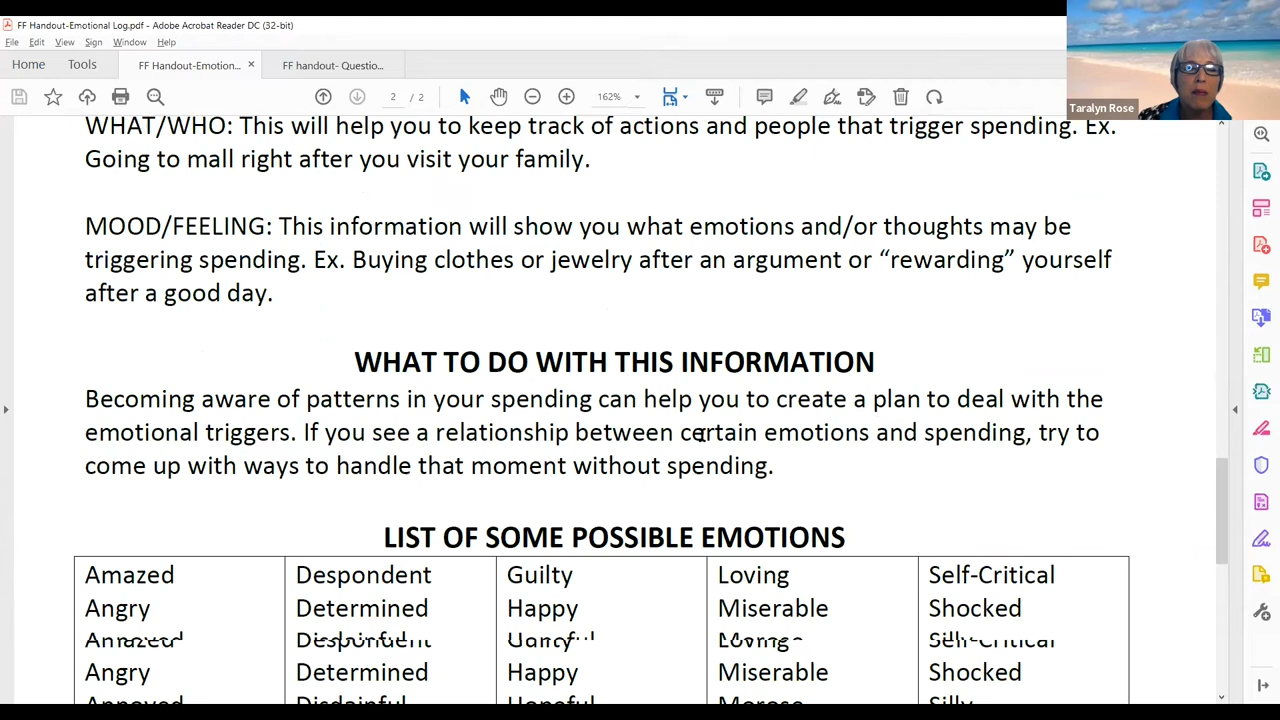 FF Handout-Emotional Log.pdf - Adobe Acrobat Reader DC (32-bit)
File Edit View Sign Window Help
Home Tools FF Handout-Emotion... × FF handout- Questio...
2 / 2 162%
Taralyn Rose
WHAT/WHO: This will help you to keep track of actions and people that trigger spending. Ex.
Going to mall right after you visit your family.
MOOD/FEELING: This information will show you what emotions and/or thoughts may be
triggering spending. Ex. Buying clothes or jewelry after an argument or “rewarding” yourself
after a good day.
WHAT TO DO WITH THIS INFORMATION
Becoming aware of patterns in your spending can help you to create a plan to deal with the
emotional triggers. If you see a relationship between certain emotions and spending, try to
come up with ways to handle that moment without spending.
LIST OF SOME POSSIBLE EMOTIONS
Amazed Despondent Guilty Loving Self-Critical
Angry Determined Happy Miserable Shocked
Angry Determined Happy Miserable Shocked
Annoyed Disdainful Hopeful Morose Silly